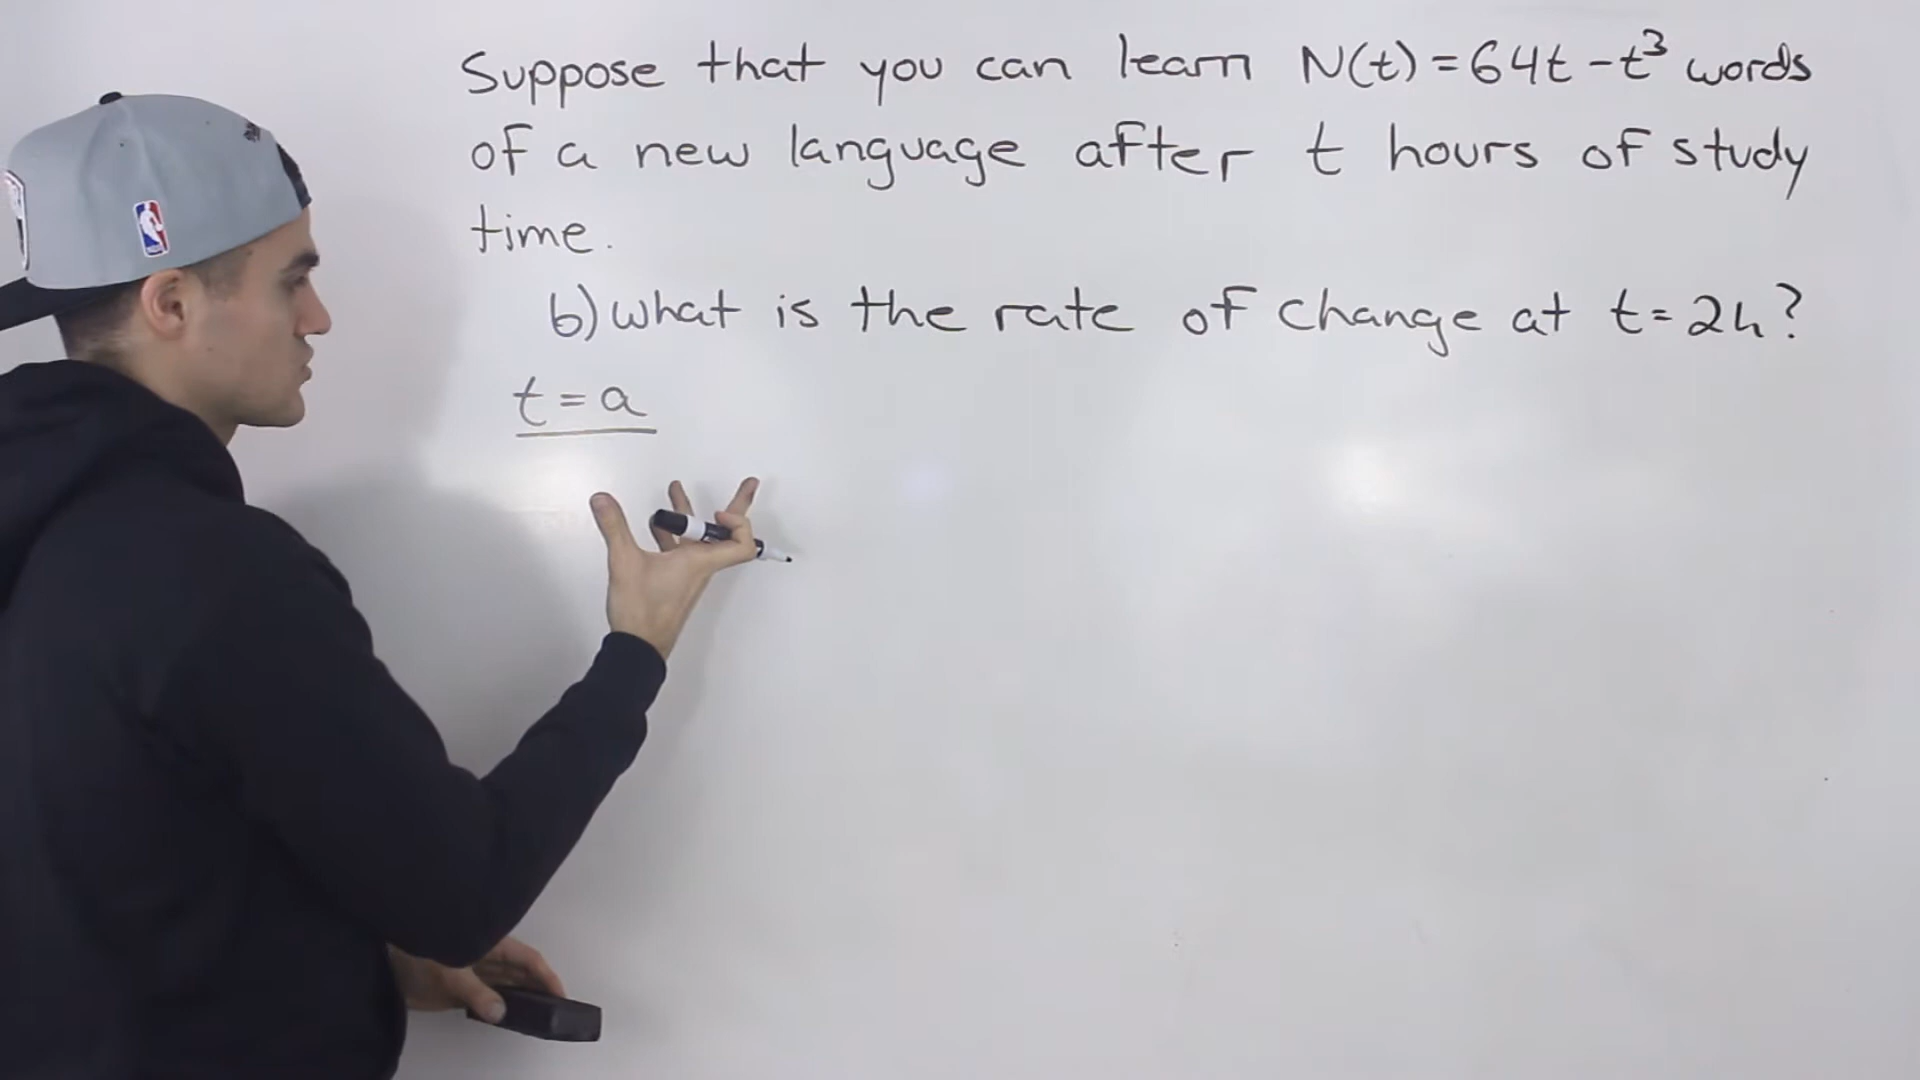 Suppose that you can learn N(t) = 64t - t³ words
of a new language after t hours of study
time.
b) what is the rate of change at t = 2h?
t = a